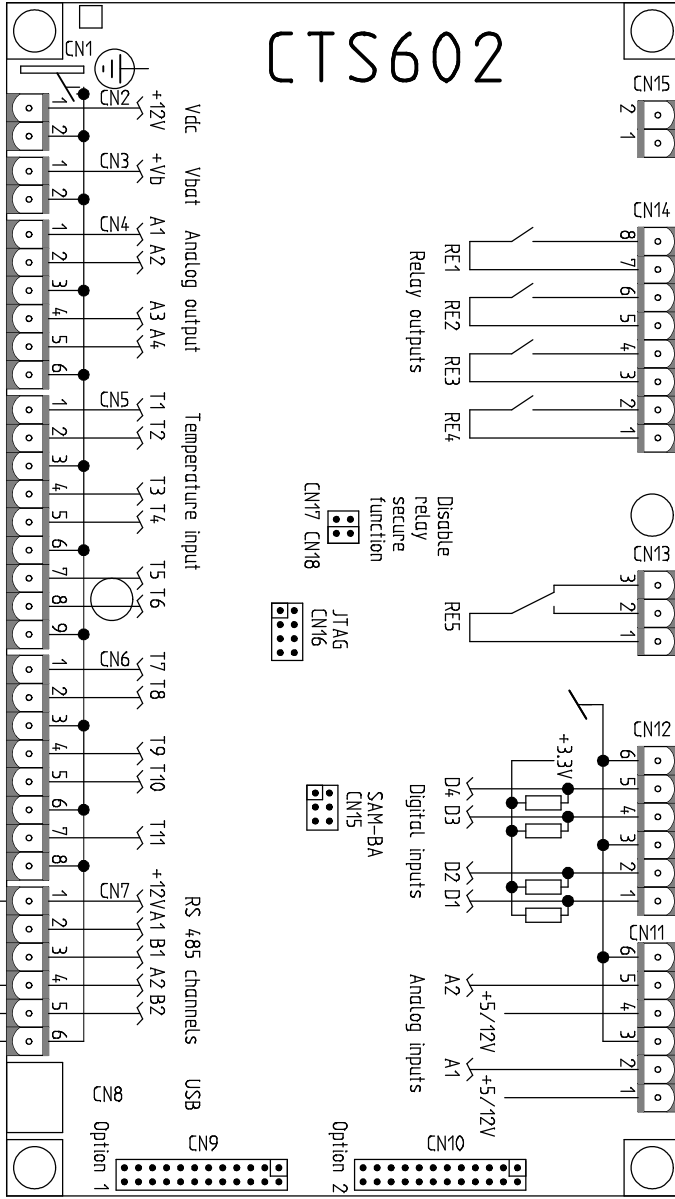 CTS602
CN1
CN2
1
2
+12V
Vdc
CN3
1
2
+Vb
Vbat
CN4
1
2
3
4
5
6
A1
A2
A3
A4
Analog output
CN5
1
2
3
4
5
6
7
8
9
T1
T2
T3
T4
T5
T6
Temperature input
CN6
1
2
3
4
5
6
7
8
T7
T8
T9
T10
T11
CN7
1
2
3
4
5
6
+12V
A1
B1
A2
B2
RS 485 channels
CN8
USB
Option 1
CN9
Option 2
CN10
CN17
CN18
Disable
relay
secure
function
JTAG
CN16
SAM-BA
CN15
CN15
2
1
CN14
8
7
6
5
4
3
2
1
RE1
RE2
RE3
RE4
Relay outputs
CN13
3
2
1
RE5
CN12
6
5
4
3
2
1
+3.3V
D4
D3
D2
D1
Digital inputs
CN11
6
5
4
3
2
1
A2
+5/12V
A1
+5/12V
Analog inputs